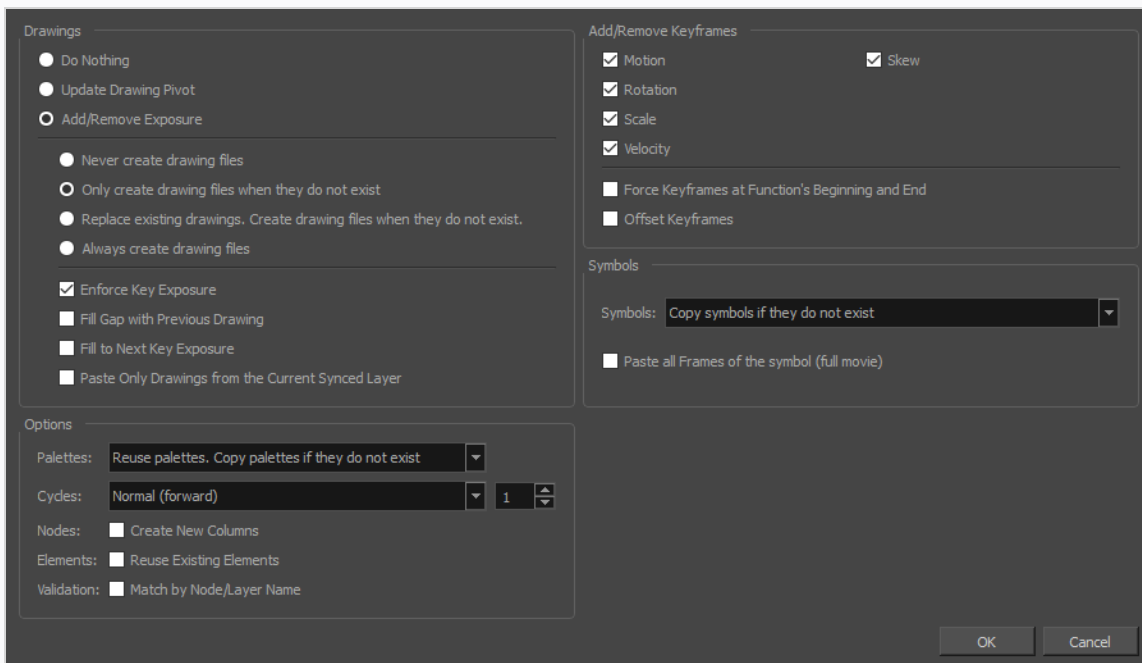 Drawings
Do Nothing
Update Drawing Pivot
Add/Remove Exposure
Never create drawing files
Only create drawing files when they do not exist
Replace existing drawings. Create drawing files when they do not exist.
Always create drawing files
Enforce Key Exposure
Fill Gap with Previous Drawing
Fill to Next Key Exposure
Paste Only Drawings from the Current Synced Layer
Add/Remove Keyframes
Motion Skew
Rotation
Scale
Velocity
Force Keyframes at Function's Beginning and End
Offset Keyframes
Symbols
Symbols: Copy symbols if they do not exist
Paste all Frames of the symbol (full movie)
Options
Palettes: Reuse palettes. Copy palettes if they do not exist
Cycles: Normal (forward) 1
Nodes: Create New Columns
Elements: Reuse Existing Elements
Validation: Match by Node/Layer Name
OK Cancel